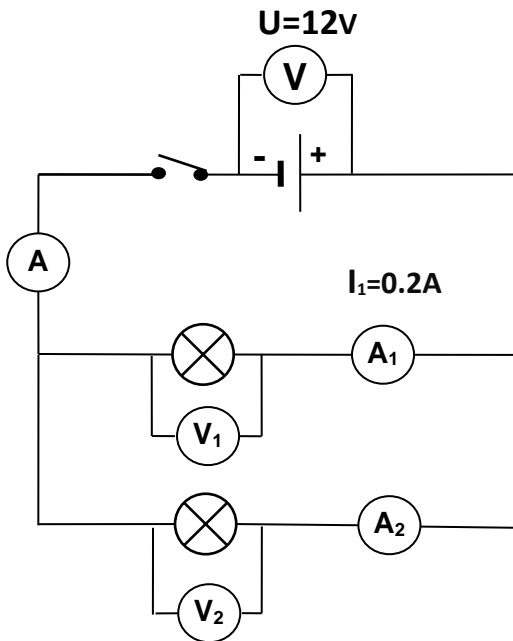 U=12V
V
- +
A
I₁=0.2A
A₁
V₁
A₂
V₂